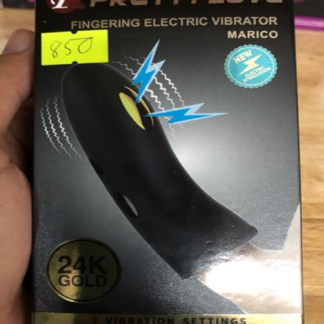 PRETTY LOVE
FINGERING ELECTRIC VIBRATOR
MARICO
850
NEW
24K
GOLD
7 VIBRATION SETTINGS